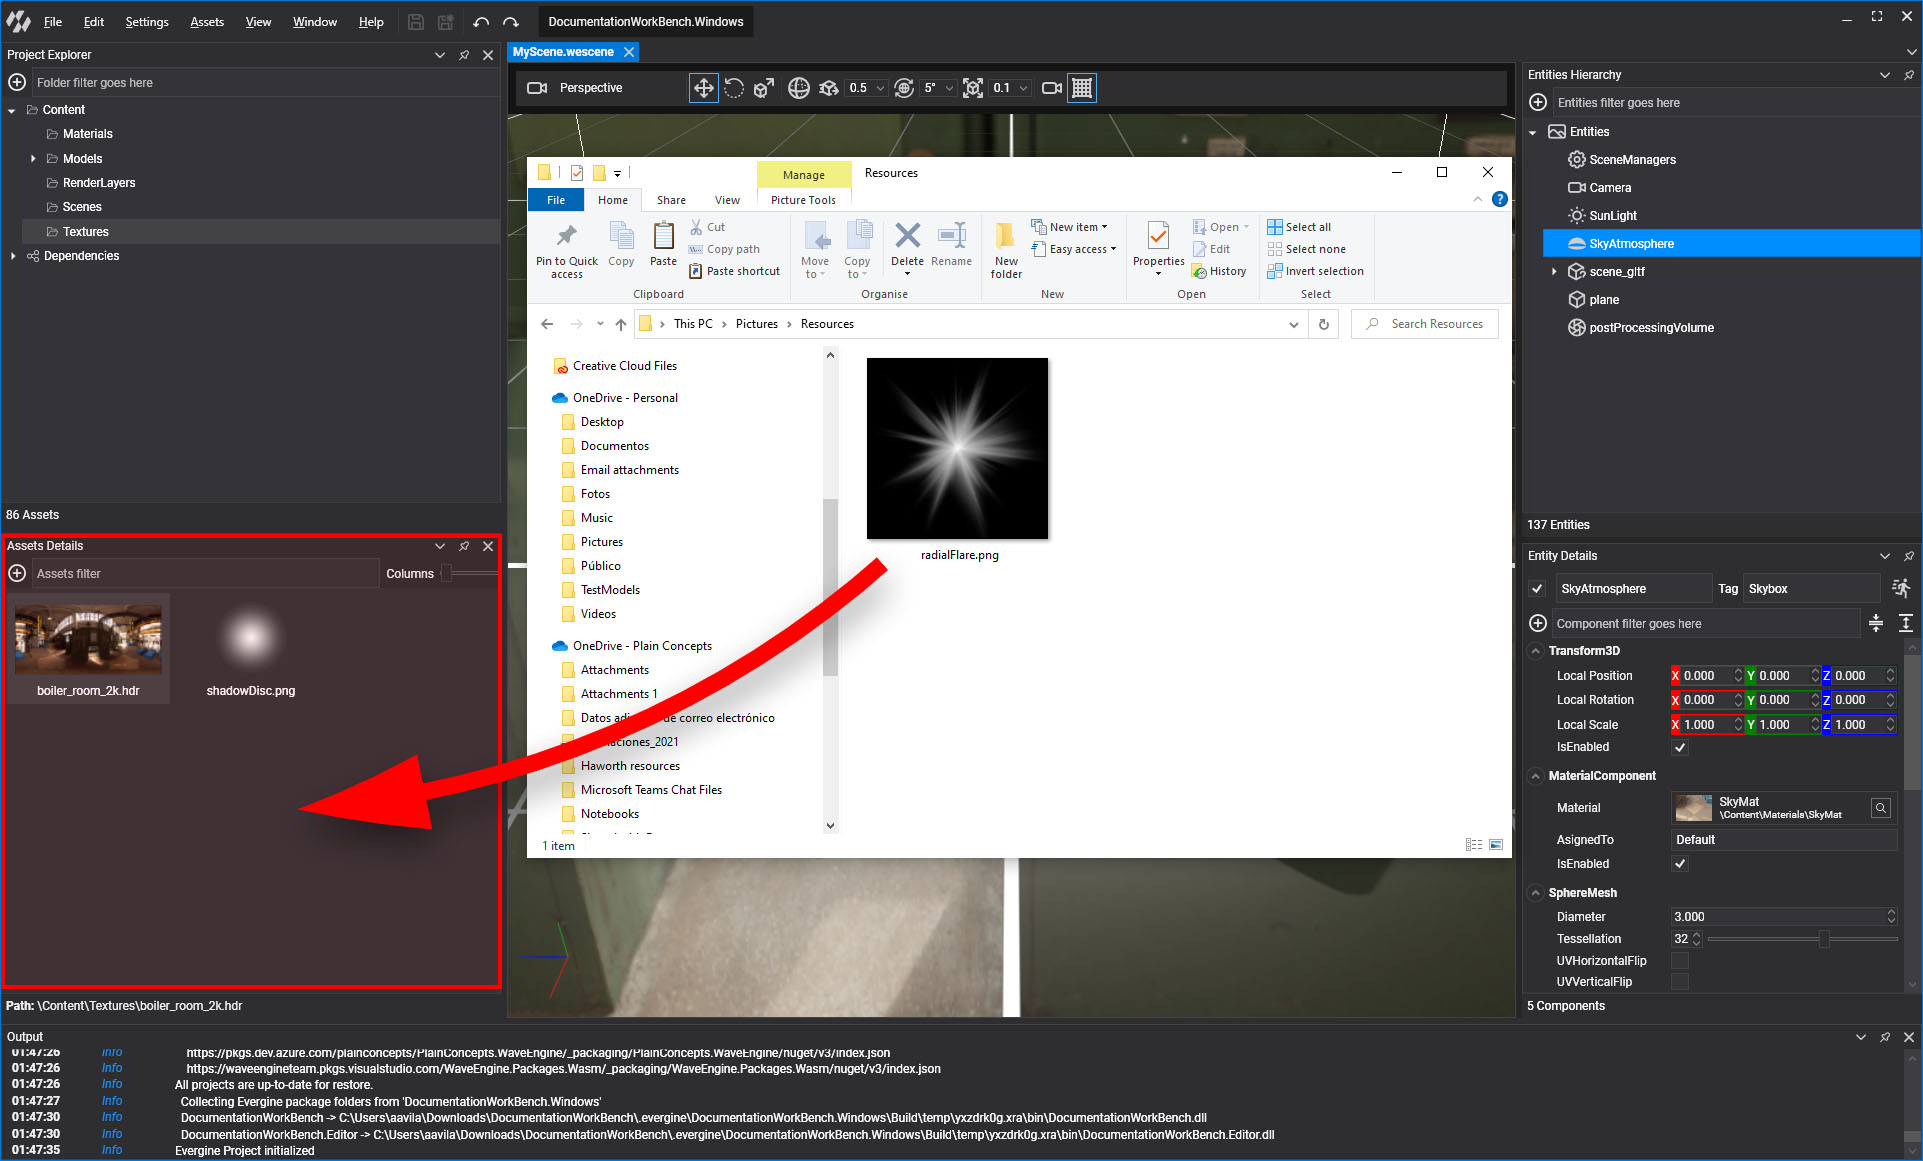 File Edit Settings Assets View Window Help DocumentationWorkBench.Windows
Project Explorer
Folder filter goes here
Content
Materials
Models
RenderLayers
Scenes
Textures
Dependencies
86 Assets
Assets Details
Assets filter Columns
boiler_room_2k.hdr shadowDisc.png
Path: \Content\Textures\boiler_room_2k.hdr
MyScene.wescene
Perspective 0.5 5° 0.1
Manage Resources
File Home Share View Picture Tools
Pin to Quick access
Copy
Paste
Cut
Copy path
Paste shortcut
Clipboard
Move to
Copy to
Delete
Rename
Organise
New folder
New item
Easy access
New
Properties
Open
Edit
History
Open
Select all
Select none
Invert selection
Select
This PC Pictures Resources
Search Resources
Creative Cloud Files
OneDrive - Personal
Desktop
Documentos
Email attachments
Fotos
Music
Pictures
Público
TestModels
Videos
OneDrive - Plain Concepts
Attachments
Attachments 1
de correo electrónico
Haworth resources
Microsoft Teams Chat Files
Notebooks
radialFlare.png
1 item
Entities Hierarchy
Entities filter goes here
Entities
SceneManagers
Camera
SunLight
SkyAtmosphere
scene_gltf
plane
postProcessingVolume
137 Entities
Entity Details
SkyAtmosphere Tag Skybox
Component filter goes here
Transform3D
Local Position X 0.000 Y 0.000 Z 0.000
Local Rotation X 0.000 Y 0.000 Z 0.000
Local Scale X 1.000 Y 1.000 Z 1.000
IsEnabled
MaterialComponent
Material SkyMat
\Content\Materials\SkyMat
AsignedTo Default
IsEnabled
SphereMesh
Diameter 3.000
Tessellation 32
UVHorizontalFlip
UVVerticalFlip
5 Components
Output
01:47:26 Info https://pkgs.dev.azure.com/plainconcepts/PlainConcepts.WaveEngine/_packaging/PlainConcepts.WaveEngine/nuget/v3/index.json
01:47:26 Info https://waveengineteam.pkgs.visualstudio.com/WaveEngine.Packages.Wasm/_packaging/WaveEngine.Packages.Wasm/nuget/v3/index.json
01:47:26 Info All projects are up-to-date for restore.
01:47:27 Info Collecting Evergine package folders from 'DocumentationWorkBench.Windows'
01:47:30 Info DocumentationWorkBench -> C:\Users\aavila\Downloads\DocumentationWorkBench\.evergine\DocumentationWorkBench.Windows\Build\temp\yxzdrk0g.xra\bin\DocumentationWorkBench.dll
01:47:30 Info DocumentationWorkBench.Editor -> C:\Users\aavila\Downloads\DocumentationWorkBench\.evergine\DocumentationWorkBench.Windows\Build\temp\yxzdrk0g.xra\bin\DocumentationWorkBench.Editor.dll
01:47:35 Info Evergine Project initialized